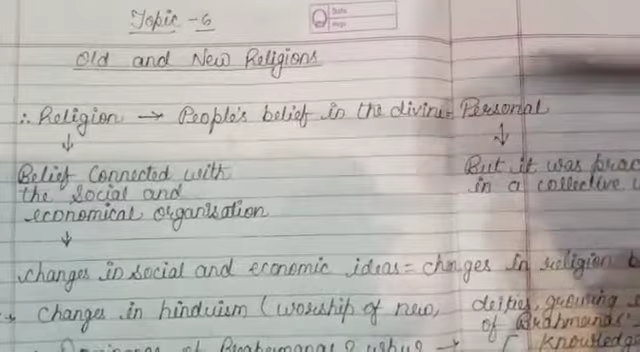 Topic - 6
Date
Page
Old and New Religions
∴ Religion → People's belief in the divine = Personal
↓ ↓
Belief Connected with
the social and
economical organisation
But it was
in a collective
↓
changes in social and economic ideas = changes in religion
→ changes in hinduism (worship of new, deities, growing
of Brahmanas
knowledge
of why? →